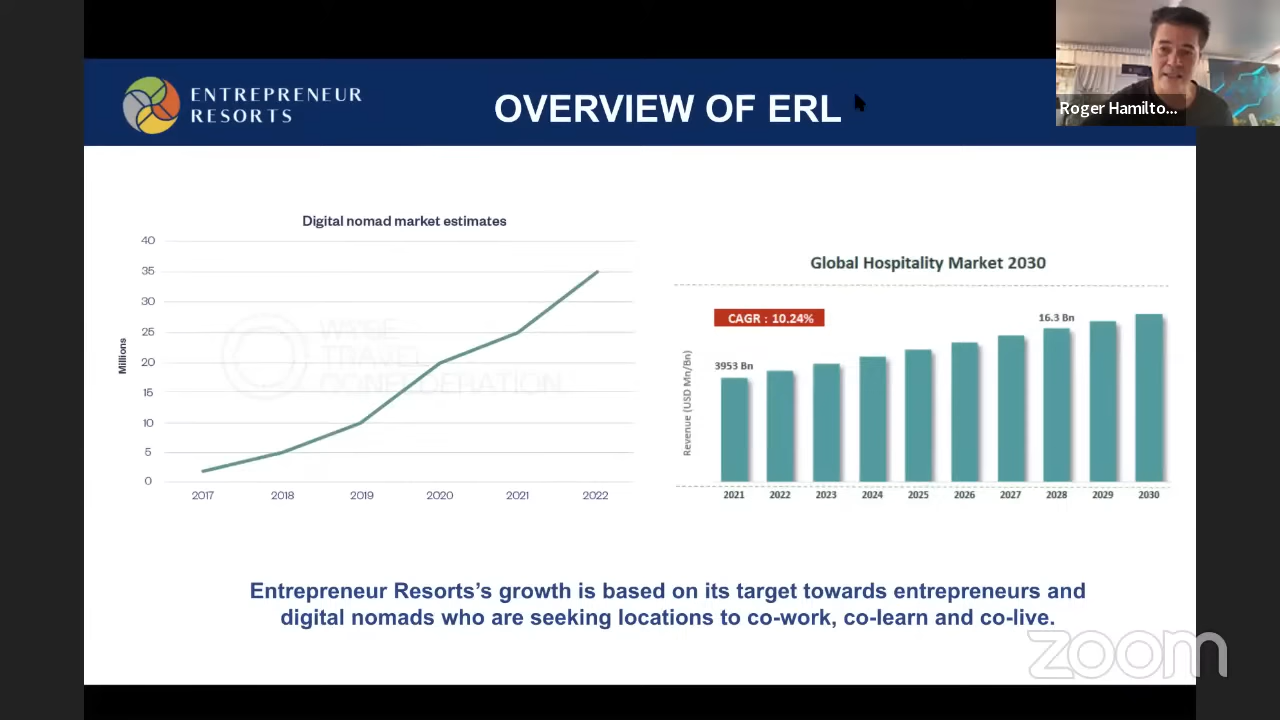 ENTREPRENEUR
RESORTS
OVERVIEW OF ERL
Roger Hamilto...
Digital nomad market estimates
40
35
30
25
20
15
10
5
0
Millions
WYSE
TRAVEL
CONFEDERATION
2017 2018 2019 2020 2021 2022
Global Hospitality Market 2030
CAGR : 10.24%
16.3 Bn
3953 Bn
Revenue (USD Mn/Bn)
2021 2022 2023 2024 2025 2026 2027 2028 2029 2030
Entrepreneur Resorts's growth is based on its target towards entrepreneurs and
digital nomads who are seeking locations to co-work, co-learn and co-live.
zoom